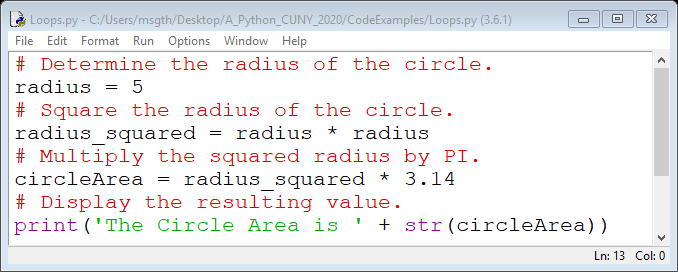 Loops.py - C:/Users/msgth/Desktop/A_Python_CUNY_2020/CodeExamples/Loops.py (3.6.1)
File Edit Format Run Options Window Help
# Determine the radius of the circle.
radius = 5
# Square the radius of the circle.
radius_squared = radius * radius
# Multiply the squared radius by PI.
circleArea = radius_squared * 3.14
# Display the resulting value.
print('The Circle Area is ' + str(circleArea))
Ln: 13 Col: 0